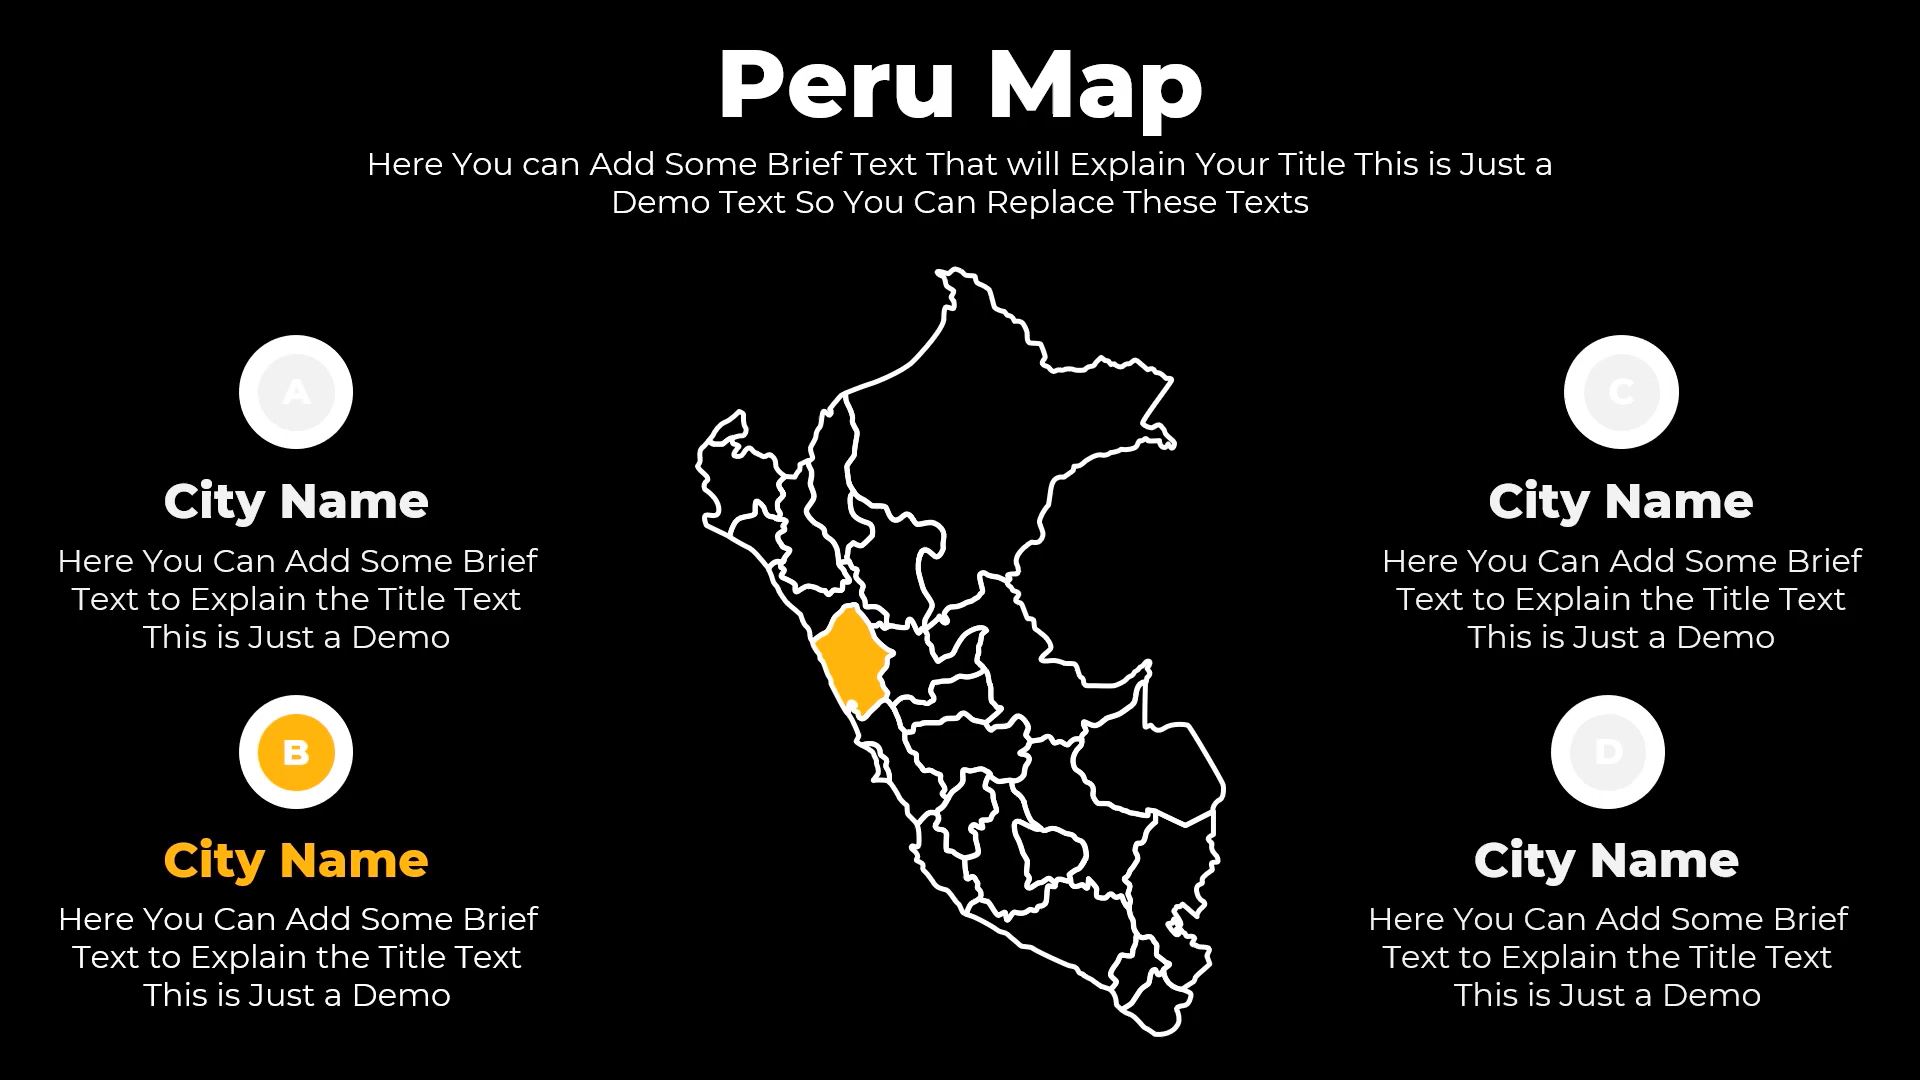 Peru Map
Here You can Add Some Brief Text That will Explain Your Title This is Just a
Demo Text So You Can Replace These Texts
A
City Name
Here You Can Add Some Brief
Text to Explain the Title Text
This is Just a Demo
B
City Name
Here You Can Add Some Brief
Text to Explain the Title Text
This is Just a Demo
C
City Name
Here You Can Add Some Brief
Text to Explain the Title Text
This is Just a Demo
D
City Name
Here You Can Add Some Brief
Text to Explain the Title Text
This is Just a Demo